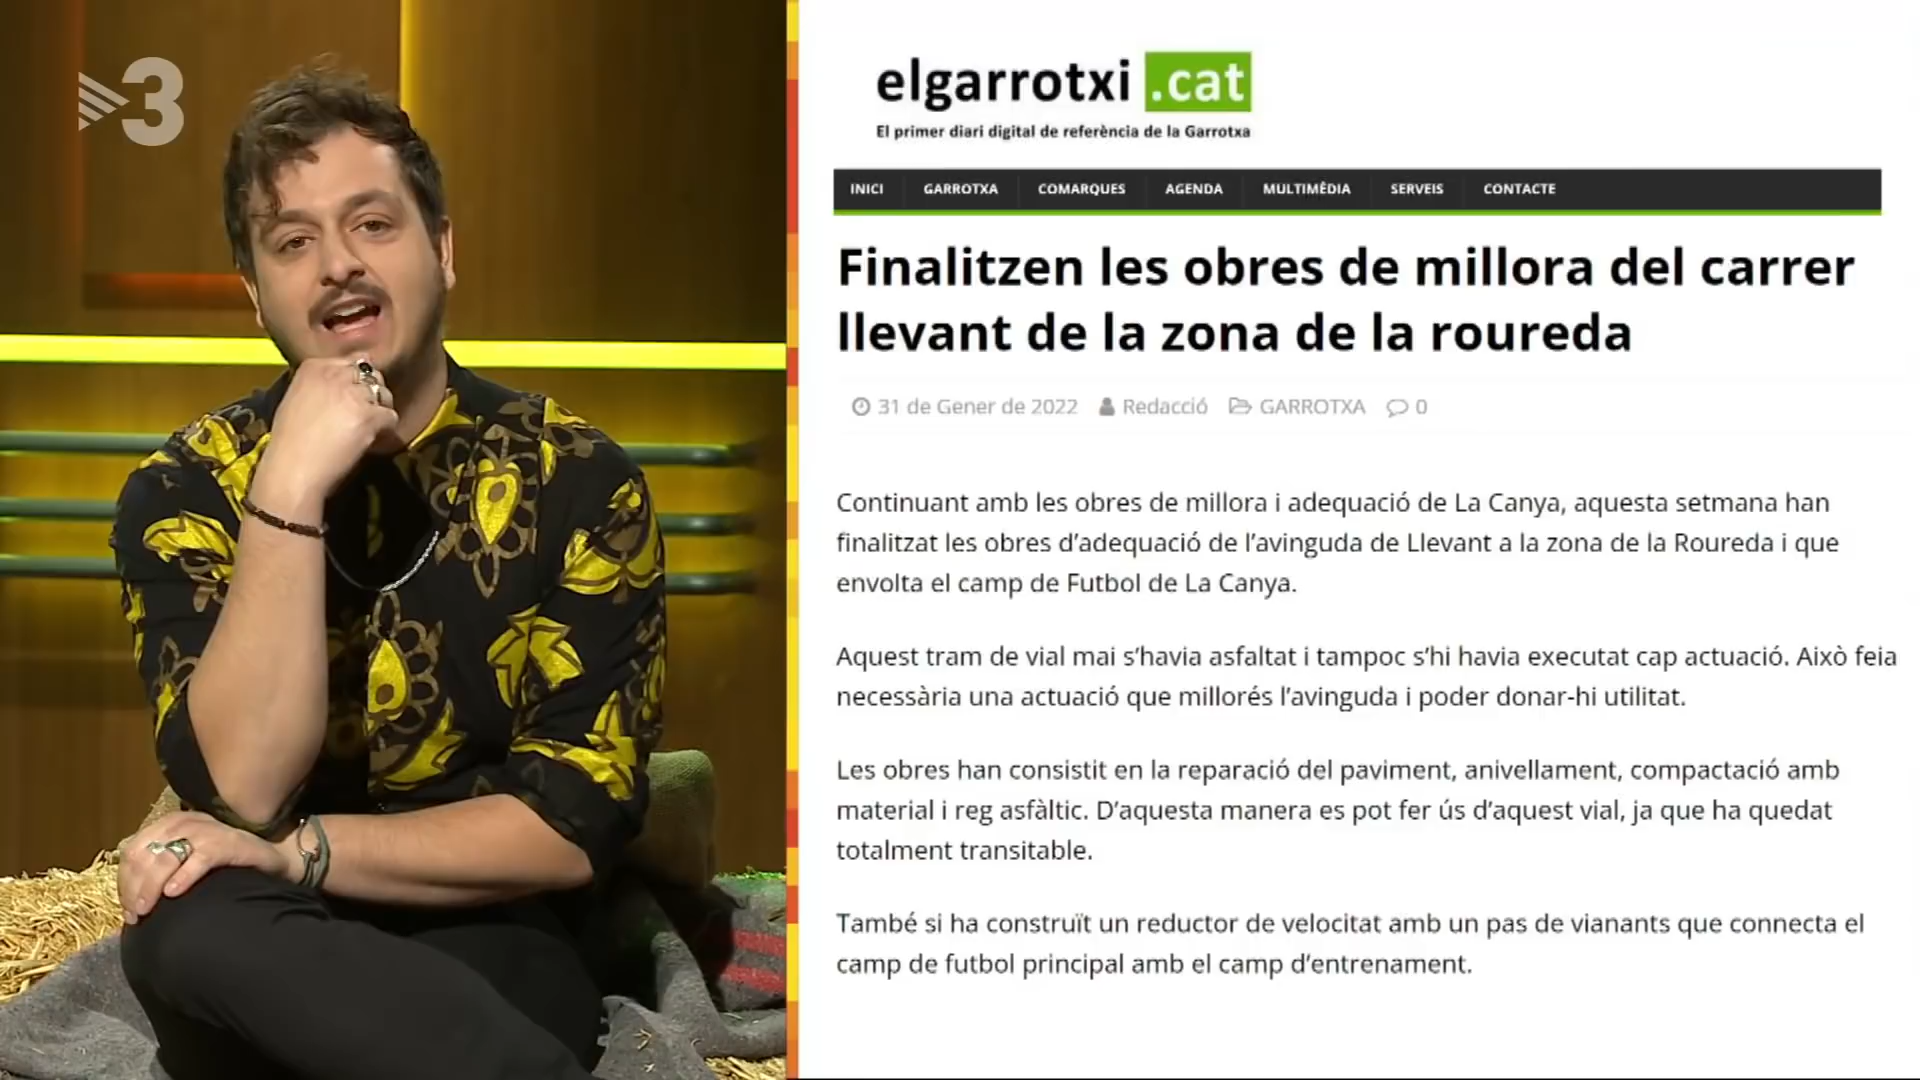 3
elgarrotxi .cat
El primer diari digital de referència de la Garrotxa
INICI GARROTXA COMARQUES AGENDA MULTIMÈDIA SERVEIS CONTACTE
Finalitzen les obres de millora del carrer
llevant de la zona de la roureda
31 de Gener de 2022 Redacció GARROTXA 0
Continuant amb les obres de millora i adequació de La Canya, aquesta setmana han
finalitzat les obres d’adequació de l’avinguda de Llevant a la zona de la Roureda i que
envolta el camp de Futbol de La Canya.
Aquest tram de vial mai s’havia asfaltat i tampoc s’hi havia executat cap actuació. Això feia
necessària una actuació que millorés l’avinguda i poder donar-hi utilitat.
Les obres han consistit en la reparació del paviment, anivellament, compactació amb
material i reg asfàltic. D’aquesta manera es pot fer ús d’aquest vial, ja que ha quedat
totalment transitable.
També si ha construït un reductor de velocitat amb un pas de vianants que connecta el
camp de futbol principal amb el camp d’entrenament.